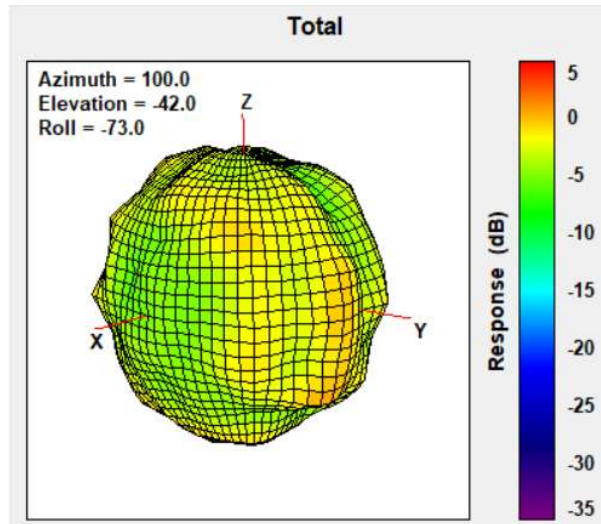 Total
Azimuth = 100.0
Elevation = -42.0
Roll = -73.0
Z
X
Y
Response (dB)
5
0
-5
-10
-15
-20
-25
-30
-35